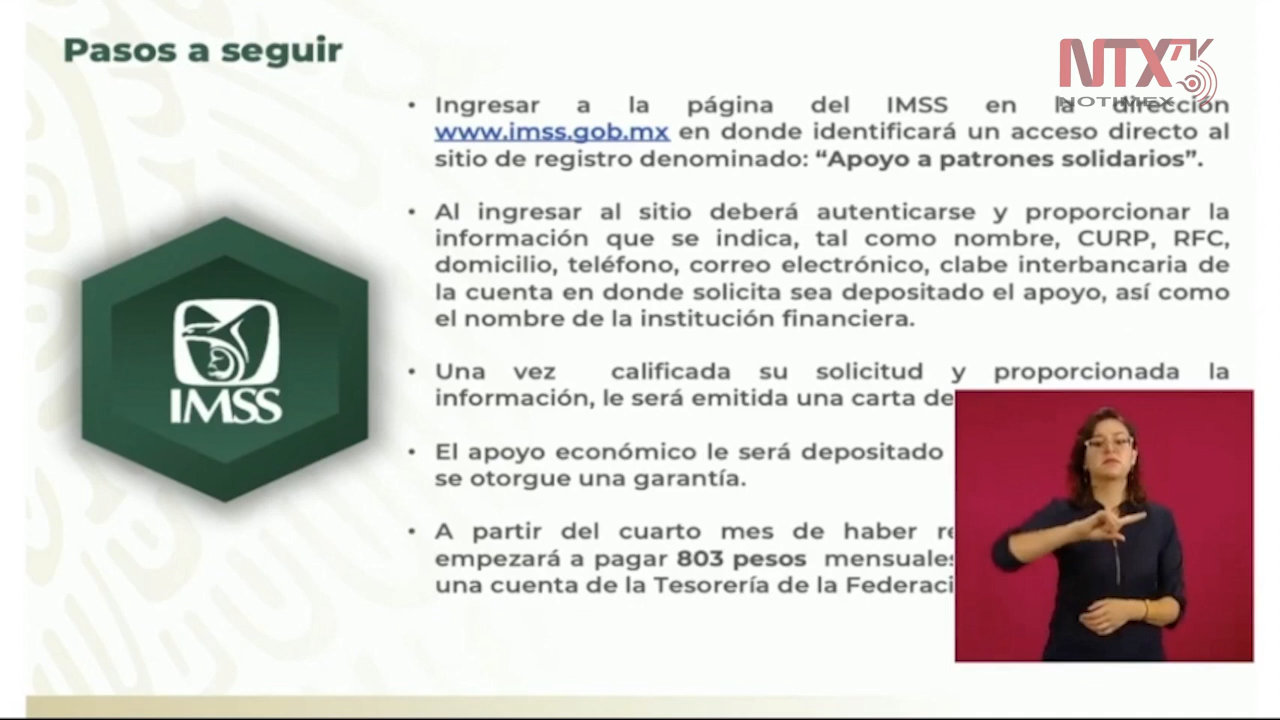 Pasos a seguir
NTX
NOTIMEX
• Ingresar a la página del IMSS en la dirección
www.imss.gob.mx en donde identificará un acceso directo al
sitio de registro denominado: “Apoyo a patrones solidarios”.
• Al ingresar al sitio deberá autenticarse y proporcionar la
información que se indica, tal como nombre, CURP, RFC,
domicilio, teléfono, correo electrónico, clabe interbancaria de
la cuenta en donde solicita sea depositado el apoyo, así como
el nombre de la institución financiera.
• Una vez calificada su solicitud y proporcionada la
información, le será emitida una carta de
• El apoyo económico le será depositado
se otorgue una garantía.
• A partir del cuarto mes de haber
empezará a pagar 803 pesos mensuales
una cuenta de la Tesorería de la
IMSS